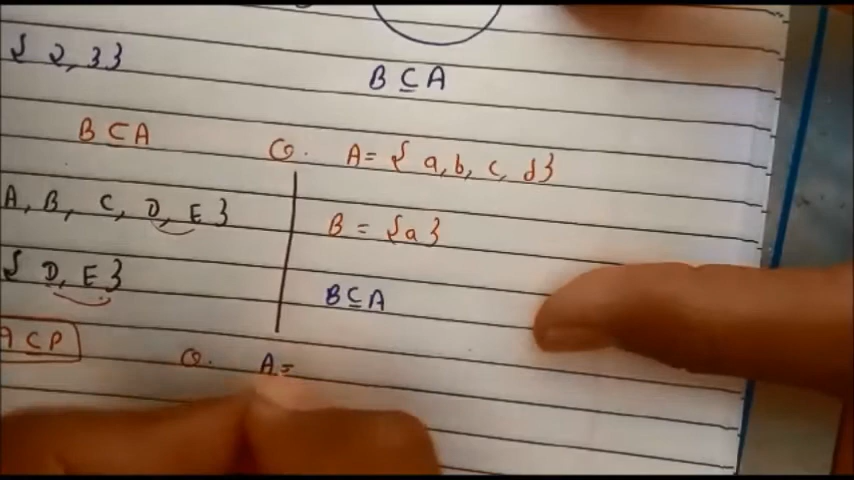 { 2, 3 }
B ⊆ A
B ⊂ A
Q. A = { a, b, c, d }
A, B, C, D, E }
B = { a }
{ D, E }
B ⊆ A
⊂ P
Q. A =